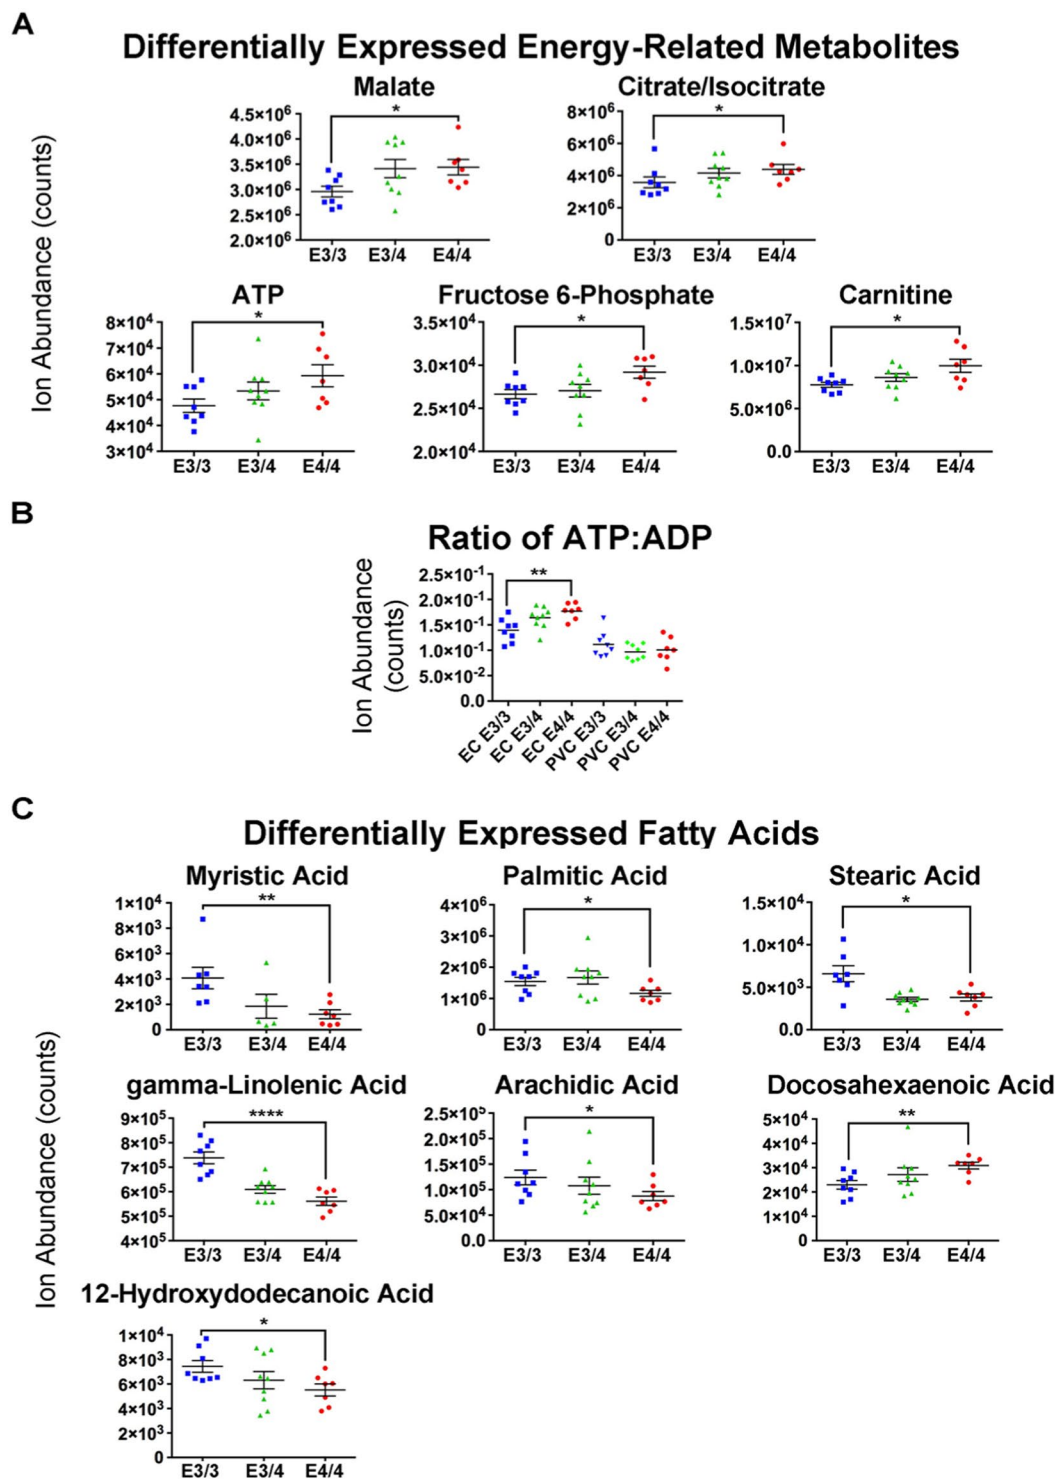 A
Differentially Expressed Energy-Related Metabolites
Ion Abundance (counts)
Malate
*
4.5×10⁶
4.0×10⁶
3.5×10⁶
3.0×10⁶
2.5×10⁶
2.0×10⁶
E3/3 E3/4 E4/4
Citrate/Isocitrate
*
8×10⁶
6×10⁶
4×10⁶
2×10⁶
0
E3/3 E3/4 E4/4
ATP
*
8×10⁴
7×10⁴
6×10⁴
5×10⁴
4×10⁴
3×10⁴
E3/3 E3/4 E4/4
Fructose 6-Phosphate
*
3.5×10⁴
3.0×10⁴
2.5×10⁴
2.0×10⁴
E3/3 E3/4 E4/4
Carnitine
*
1.5×10⁷
1.0×10⁷
5.0×10⁶
0.0
E3/3 E3/4 E4/4
B
Ratio of ATP:ADP
Ion Abundance
(counts)
**
2.5×10⁻¹
2.0×10⁻¹
1.5×10⁻¹
1.0×10⁻¹
5.0×10⁻²
0.0
EC E3/3
EC E3/4
EC E4/4
PVC E3/3
PVC E3/4
PVC E4/4
C
Differentially Expressed Fatty Acids
Ion Abundance (counts)
Myristic Acid
**
1×10⁴
8×10³
6×10³
4×10³
2×10³
0
E3/3 E3/4 E4/4
Palmitic Acid
*
4×10⁶
3×10⁶
2×10⁶
1×10⁶
0
E3/3 E3/4 E4/4
Stearic Acid
*
1.5×10⁴
1.0×10⁴
5.0×10³
0.0
E3/3 E3/4 E4/4
gamma-Linolenic Acid
****
9×10⁵
8×10⁵
7×10⁵
6×10⁵
5×10⁵
4×10⁵
E3/3 E3/4 E4/4
Arachidic Acid
*
2.5×10⁵
2.0×10⁵
1.5×10⁵
1.0×10⁵
5.0×10⁴
0.0
E3/3 E3/4 E4/4
Docosahexaenoic Acid
**
5×10⁴
4×10⁴
3×10⁴
2×10⁴
1×10⁴
0
E3/3 E3/4 E4/4
12-Hydroxydodecanoic Acid
*
1×10⁴
8×10³
6×10³
4×10³
2×10³
0
E3/3 E3/4 E4/4